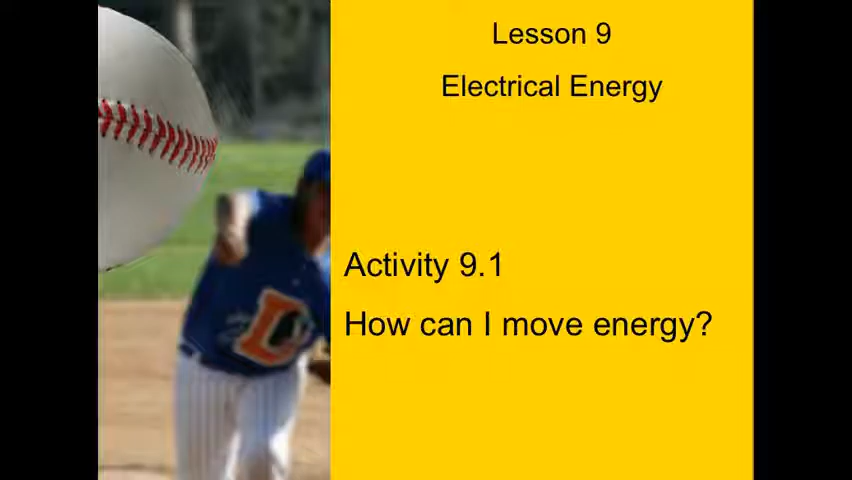 Lesson 9
Electrical Energy
Activity 9.1
How can I move energy?